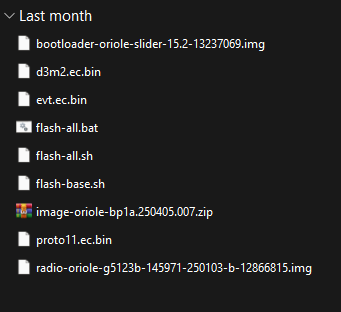 Last month
bootloader-oriole-slider-15.2-13237069.img
d3m2.ec.bin
evt.ec.bin
flash-all.bat
flash-all.sh
flash-base.sh
image-oriole-bp1a.250405.007.zip
proto11.ec.bin
radio-oriole-g5123b-145971-250103-b-12866815.img